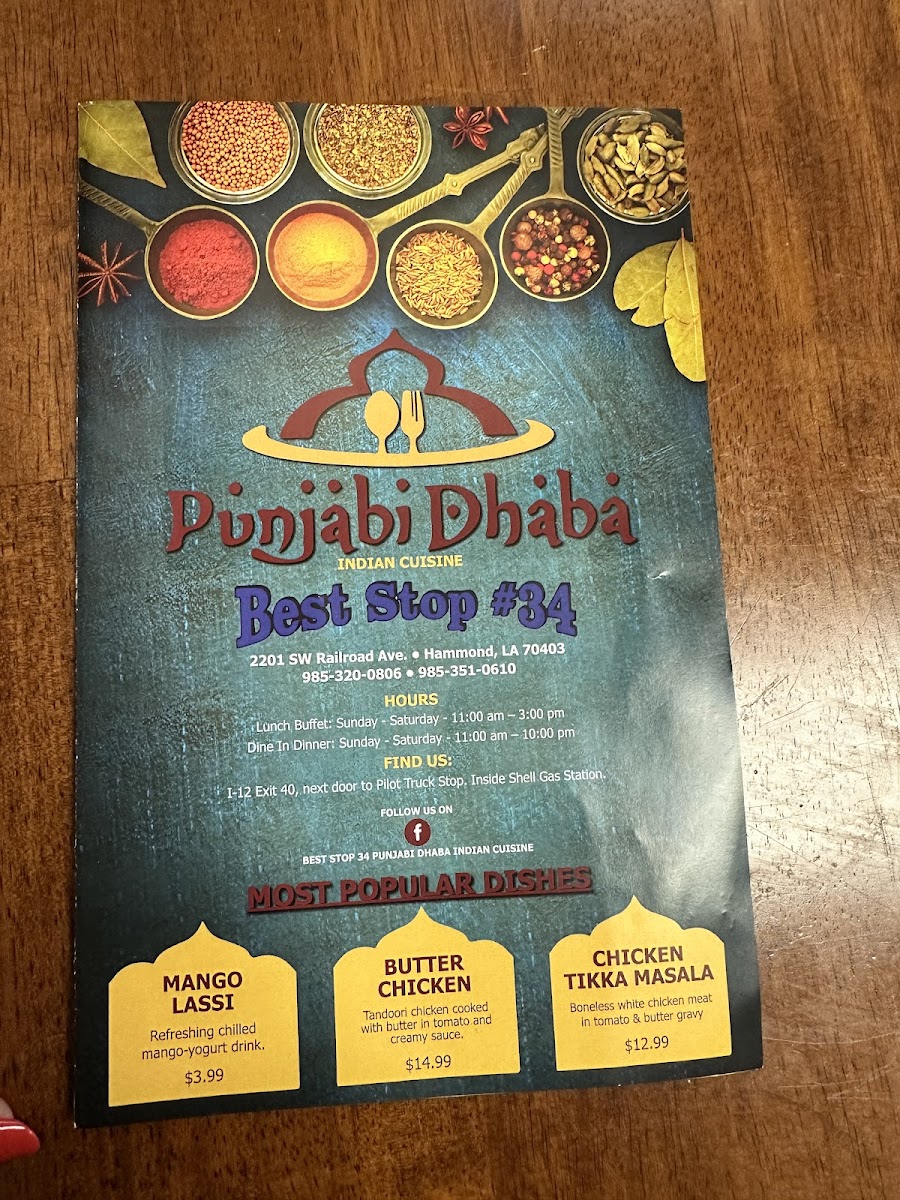 Punjabi Dhaba
INDIAN CUISINE
Best Stop #34
2201 SW Railroad Ave. • Hammond, LA 70403
985-320-0806 • 985-351-0610
HOURS
Lunch Buffet: Sunday - Saturday - 11:00 am – 3:00 pm
Dine In Dinner: Sunday - Saturday - 11:00 am – 10:00 pm
FIND US:
I-12 Exit 40, next door to Pilot Truck Stop. Inside Shell Gas Station.
FOLLOW US ON
f
BEST STOP 34 PUNJABI DHABA INDIAN CUISINE
MOST POPULAR DISHES
MANGO
LASSI
Refreshing chilled
mango-yogurt drink.
$3.99
BUTTER
CHICKEN
Tandoori chicken cooked
with butter in tomato and
creamy sauce.
$14.99
CHICKEN
TIKKA MASALA
Boneless white chicken meat
in tomato & butter gravy
$12.99